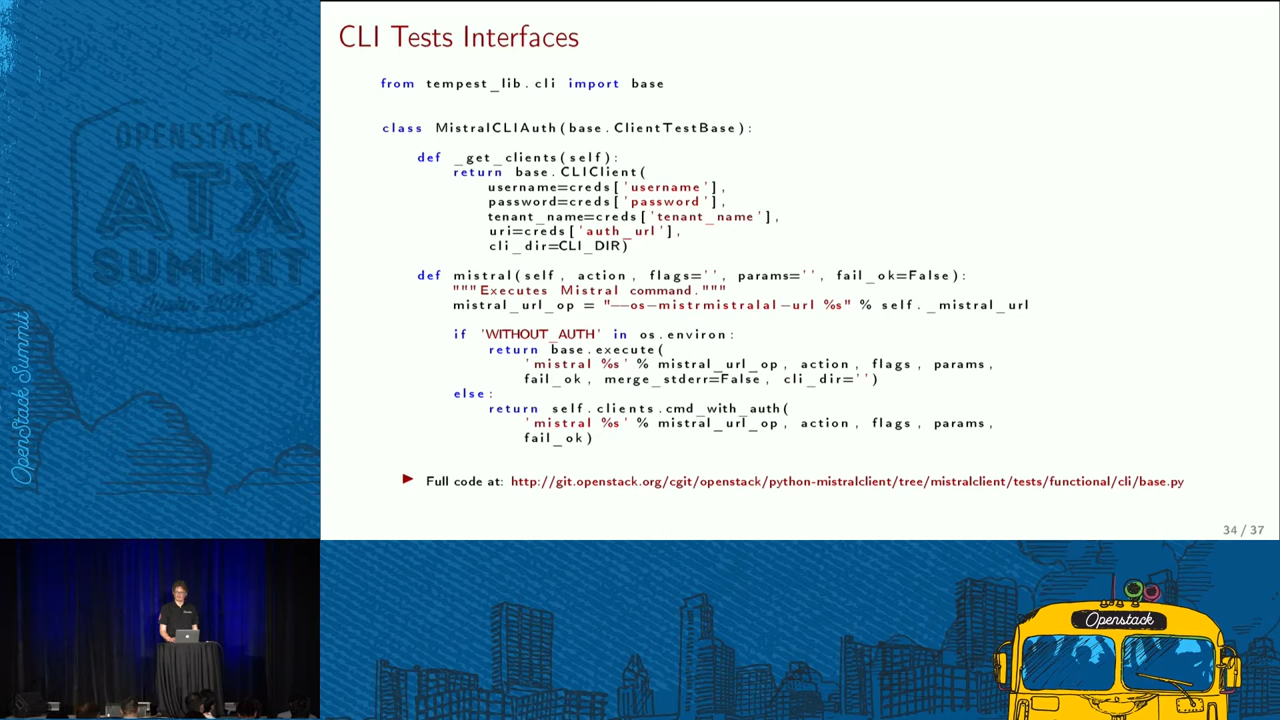 CLI Tests Interfaces
from tempest_lib.cli import base
class MistralCLIAuth(base.ClientTestBase):
def _get_clients(self):
return base.CLIClient(
username=creds['username'],
password=creds['password'],
tenant_name=creds['tenant_name'],
uri=creds['auth_url'],
cli_dir=CLI_DIR)
def mistral(self, action, flags='', params='', fail_ok=False):
"""Executes Mistral command."""
mistral_url_op = "--os-mistrmistralal-url %s" % self._mistral_url
if 'WITHOUT_AUTH' in os.environ:
return base.execute(
'mistral %s' % mistral_url_op, action, flags, params,
fail_ok, merge_stderr=False, cli_dir='')
else:
return self.clients.cmd_with_auth(
'mistral %s' % mistral_url_op, action, flags, params,
fail_ok)
Full code at: http://git.openstack.org/cgit/openstack/python-mistralclient/tree/mistralclient/tests/functional/cli/base.py
34 / 37
OPENSTACK
ATX
SUMMIT
OpenStack Summit
Openstack